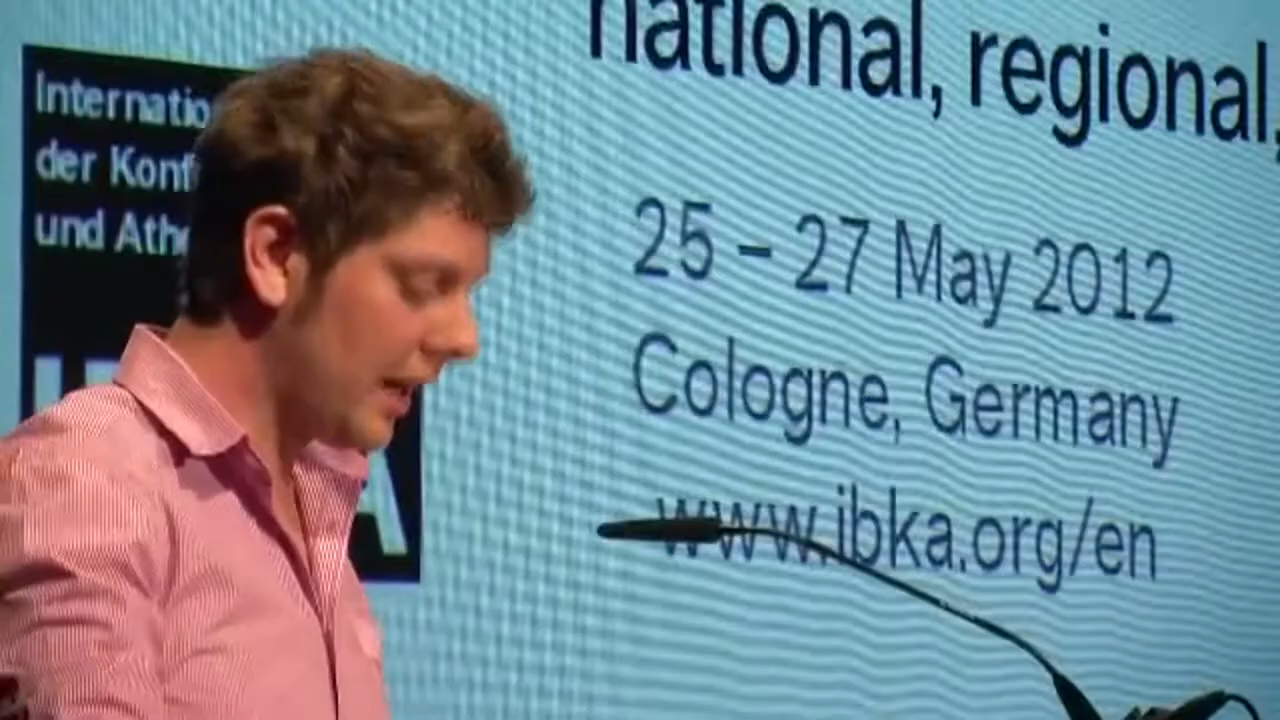 Internatio
der Konf
und Athe
national, regional,
25 – 27 May 2012
Cologne, Germany
www.ibka.org/en